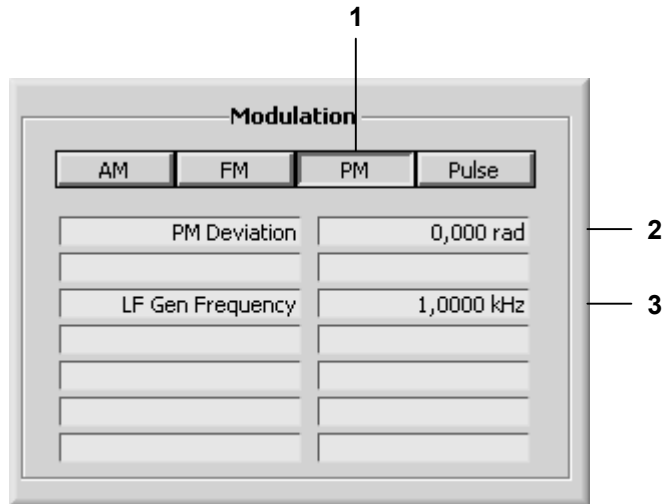 1
Modulation
AM FM PM Pulse
PM Deviation 0,000 rad 2
LF Gen Frequency 1,0000 kHz 3